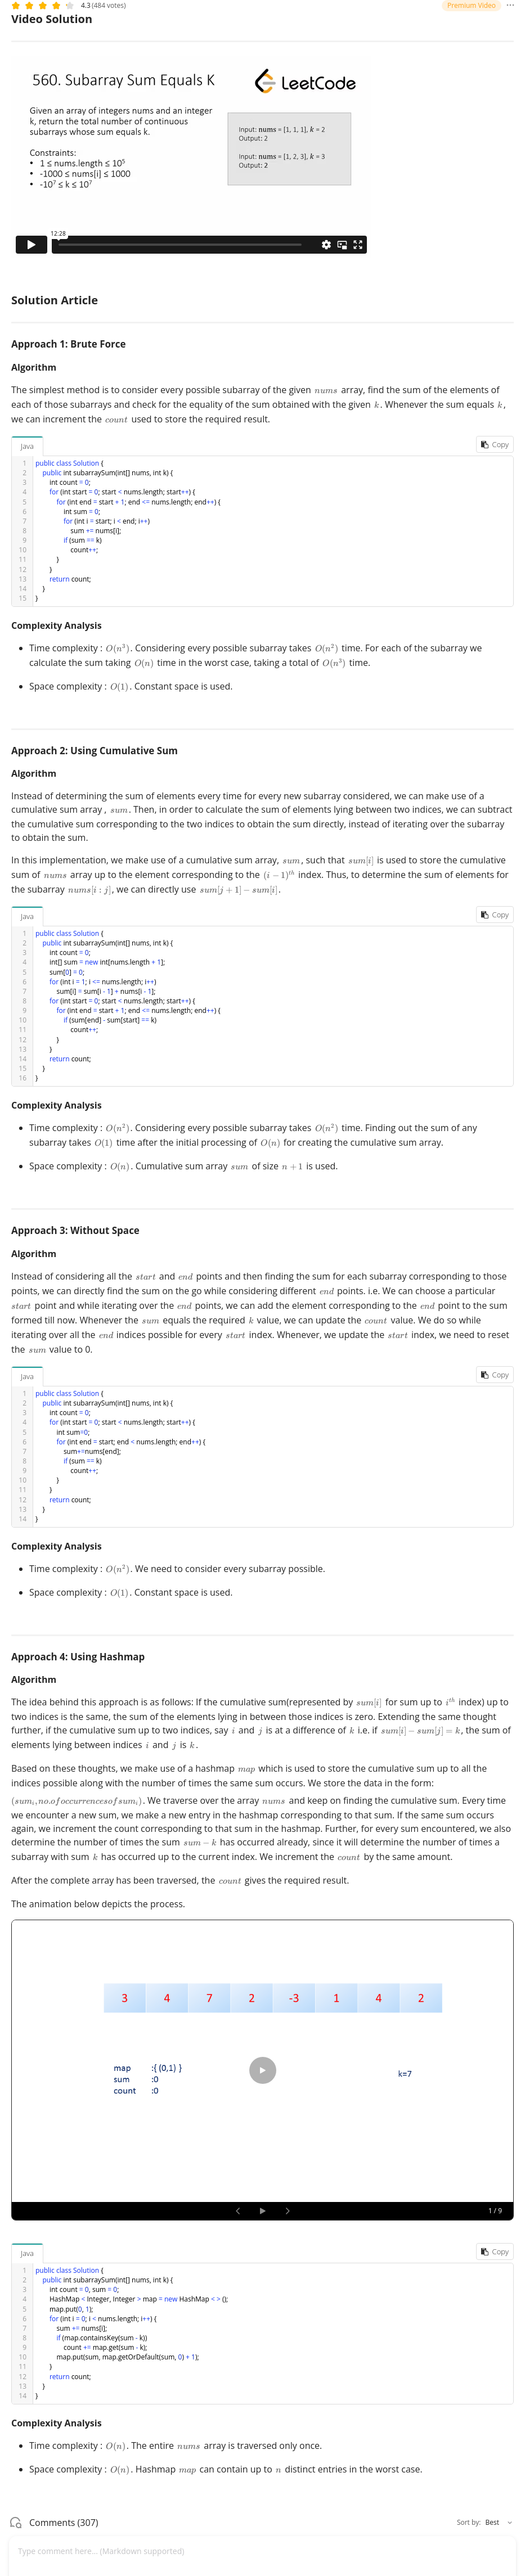 4.3 (484 votes)
Premium Video
Video Solution
560. Subarray Sum Equals K
LeetCode
Given an array of integers nums and an integer
k, return the total number of continuous
subarrays whose sum equals k.
Constraints:
• 1 ≤ nums.length ≤ 10⁵
• -1000 ≤ nums[i] ≤ 1000
• -10⁷ ≤ k ≤ 10⁷
Input: nums = [1, 1, 1], k = 2
Output: 2
Input: nums = [1, 2, 3], k = 3
Output: 2
12:28
Solution Article
Approach 1: Brute Force
Algorithm
The simplest method is to consider every possible subarray of the given nums array, find the sum of the elements of
each of those subarrays and check for the equality of the sum obtained with the given k. Whenever the sum equals k,
we can increment the count used to store the required result.
Java
Copy
1 public class Solution {
2 public int subarraySum(int[] nums, int k) {
3 int count = 0;
4 for (int start = 0; start < nums.length; start++) {
5 for (int end = start + 1; end <= nums.length; end++) {
6 int sum = 0;
7 for (int i = start; i < end; i++)
8 sum += nums[i];
9 if (sum == k)
10 count++;
11 }
12 }
13 return count;
14 }
15 }
Complexity Analysis
• Time complexity : O(n³). Considering every possible subarray takes O(n²) time. For each of the subarray we
calculate the sum taking O(n) time in the worst case, taking a total of O(n³) time.
• Space complexity : O(1). Constant space is used.
Approach 2: Using Cumulative Sum
Algorithm
Instead of determining the sum of elements every time for every new subarray considered, we can make use of a
cumulative sum array , sum. Then, in order to calculate the sum of elements lying between two indices, we can subtract
the cumulative sum corresponding to the two indices to obtain the sum directly, instead of iterating over the subarray
to obtain the sum.
In this implementation, we make use of a cumulative sum array, sum, such that sum[i] is used to store the cumulative
sum of nums array up to the element corresponding to the (i − 1)ᵗʰ index. Thus, to determine the sum of elements for
the subarray nums[i : j], we can directly use sum[j + 1] − sum[i].
Java
Copy
1 public class Solution {
2 public int subarraySum(int[] nums, int k) {
3 int count = 0;
4 int[] sum = new int[nums.length + 1];
5 sum[0] = 0;
6 for (int i = 1; i <= nums.length; i++)
7 sum[i] = sum[i - 1] + nums[i - 1];
8 for (int start = 0; start < nums.length; start++) {
9 for (int end = start + 1; end <= nums.length; end++) {
10 if (sum[end] - sum[start] == k)
11 count++;
12 }
13 }
14 return count;
15 }
16 }
Complexity Analysis
• Time complexity : O(n²). Considering every possible subarray takes O(n²) time. Finding out the sum of any
subarray takes O(1) time after the initial processing of O(n) for creating the cumulative sum array.
• Space complexity : O(n). Cumulative sum array sum of size n + 1 is used.
Approach 3: Without Space
Algorithm
Instead of considering all the start and end points and then finding the sum for each subarray corresponding to those
points, we can directly find the sum on the go while considering different end points. i.e. We can choose a particular
start point and while iterating over the end points, we can add the element corresponding to the end point to the sum
formed till now. Whenever the sum equals the required k value, we can update the count value. We do so while
iterating over all the end indices possible for every start index. Whenever, we update the start index, we need to reset
the sum value to 0.
Java
Copy
1 public class Solution {
2 public int subarraySum(int[] nums, int k) {
3 int count = 0;
4 for (int start = 0; start < nums.length; start++) {
5 int sum=0;
6 for (int end = start; end < nums.length; end++) {
7 sum+=nums[end];
8 if (sum == k)
9 count++;
10 }
11 }
12 return count;
13 }
14 }
Complexity Analysis
• Time complexity : O(n²). We need to consider every subarray possible.
• Space complexity : O(1). Constant space is used.
Approach 4: Using Hashmap
Algorithm
The idea behind this approach is as follows: If the cumulative sum(represented by sum[i] for sum up to iᵗʰ index) up to
two indices is the same, the sum of the elements lying in between those indices is zero. Extending the same thought
further, if the cumulative sum up to two indices, say i and j is at a difference of k i.e. if sum[i] − sum[j] = k, the sum of
elements lying between indices i and j is k.
Based on these thoughts, we make use of a hashmap map which is used to store the cumulative sum up to all the
indices possible along with the number of times the same sum occurs. We store the data in the form:
(sumᵢ, no.ofoccurrencesofsumᵢ). We traverse over the array nums and keep on finding the cumulative sum. Every time
we encounter a new sum, we make a new entry in the hashmap corresponding to that sum. If the same sum occurs
again, we increment the count corresponding to that sum in the hashmap. Further, for every sum encountered, we also
determine the number of times the sum sum − k has occurred already, since it will determine the number of times a
subarray with sum k has occurred up to the current index. We increment the count by the same amount.
After the complete array has been traversed, the count gives the required result.
The animation below depicts the process.
3 4 7 2 -3 1 4 2
map :{ (0,1) }
sum :0
count :0
k=7
1 / 9
Java
Copy
1 public class Solution {
2 public int subarraySum(int[] nums, int k) {
3 int count = 0, sum = 0;
4 HashMap < Integer, Integer > map = new HashMap < > ();
5 map.put(0, 1);
6 for (int i = 0; i < nums.length; i++) {
7 sum += nums[i];
8 if (map.containsKey(sum - k))
9 count += map.get(sum - k);
10 map.put(sum, map.getOrDefault(sum, 0) + 1);
11 }
12 return count;
13 }
14 }
Complexity Analysis
• Time complexity : O(n). The entire nums array is traversed only once.
• Space complexity : O(n). Hashmap map can contain up to n distinct entries in the worst case.
Comments (307)
Sort by: Best
Type comment here... (Markdown supported)